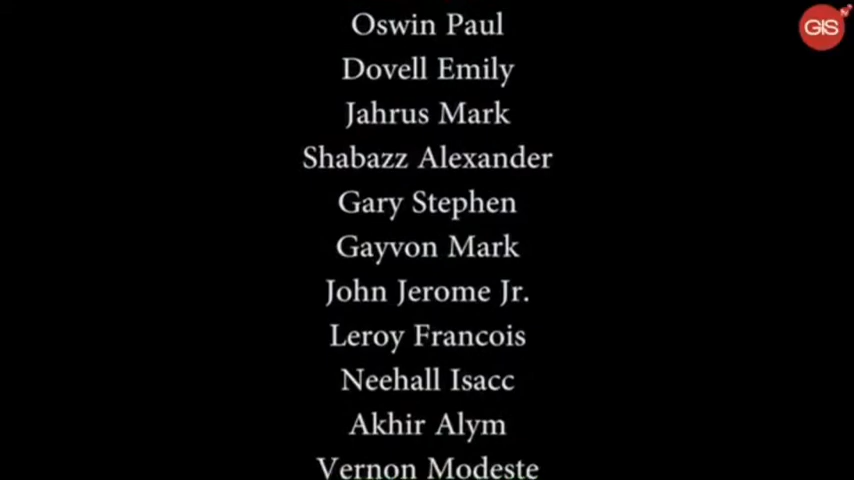 Oswin Paul
GIS
Dovell Emily
Jahrus Mark
Shabazz Alexander
Gary Stephen
Gayvon Mark
John Jerome Jr.
Leroy Francois
Neehall Isacc
Akhir Alym
Vernon Modeste